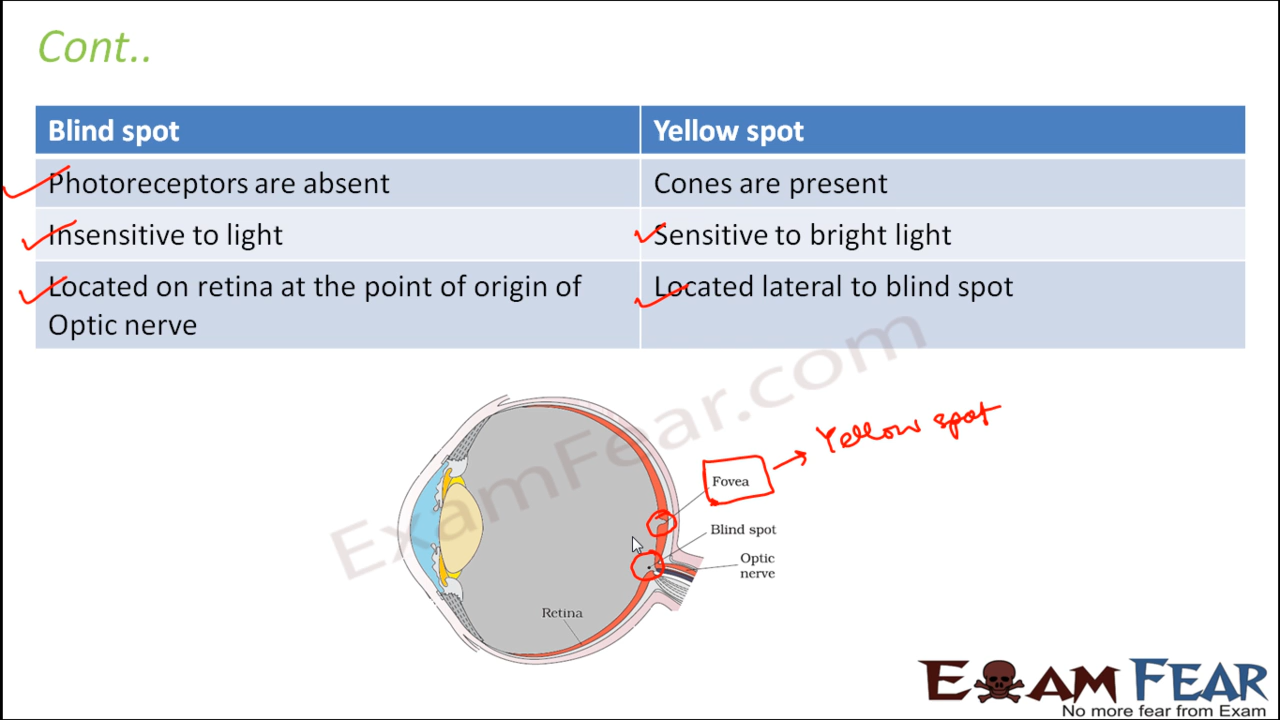 Cont..
Blind spot
Yellow spot
Photoreceptors are absent
Cones are present
Insensitive to light
Sensitive to bright light
Located on retina at the point of origin of
Optic nerve
Located lateral to blind spot
ExamFear.com
Yellow spot
Fovea
Blind spot
Optic
nerve
Retina
EXAM FEAR
No more fear from Exam